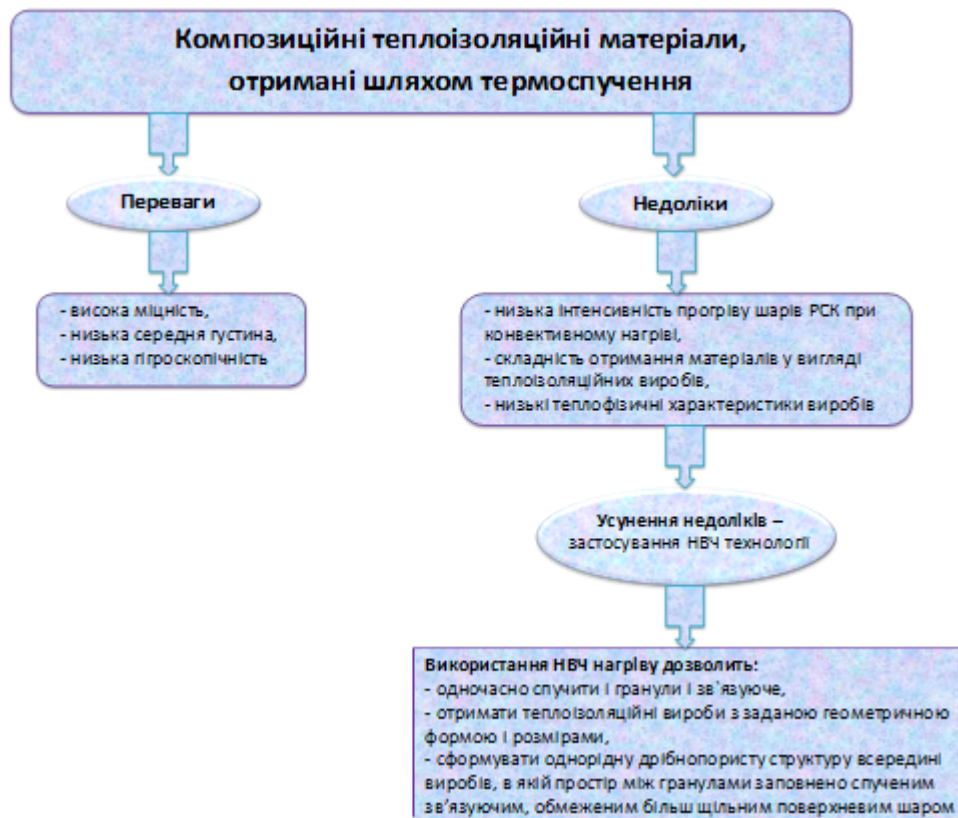 Композиційні теплоізоляційні матеріали,
отримані шляхом термоспучення
Переваги
Недоліки
- висока міцність,
- низька середня густина,
- низька гігроскопічність
- низька інтенсивність прогріву шарів РСК при
конвективному нагріві,
- складність отримання матеріалів у вигляді
теплоізоляційних виробів,
- низькі теплофізичні характеристики виробів
Усунення недоліків –
застосування НВЧ технології
Використання НВЧ нагріву дозволить:
- одночасно спучити і гранули і зв`язуюче,
- отримати теплоізоляційні вироби з заданою геометричною
формою і розмірами,
- сформувати однорідну дрібнопористу структуру всередині
виробів, в якій простір між гранулами заповнено спученим
зв’язуючим, обмеженим більш щільним поверхневим шаром